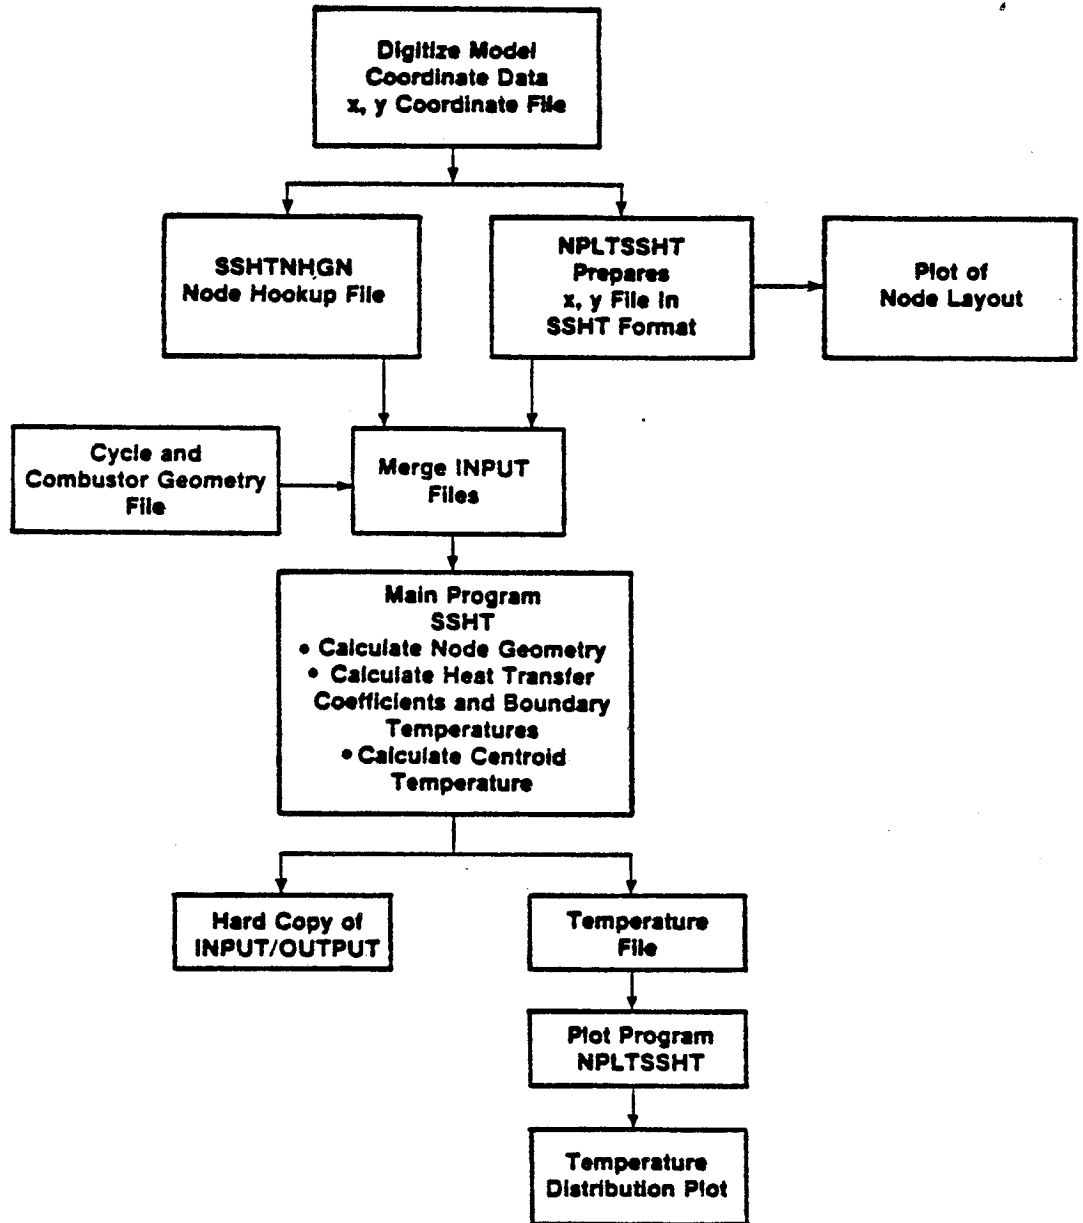 Digitize Model
Coordinate Data
x, y Coordinate File
SSHTNHGN
Node Hookup File
NPLTSSHT
Prepares
x, y File in
SSHT Format
Plot of
Node Layout
Cycle and
Combustor Geometry
File
Merge INPUT
Files
Main Program
SSHT
• Calculate Node Geometry
• Calculate Heat Transfer
Coefficients and Boundary
Temperatures
• Calculate Centroid
Temperature
Hard Copy of
INPUT/OUTPUT
Temperature
File
Plot Program
NPLTSSHT
Temperature
Distribution Plot